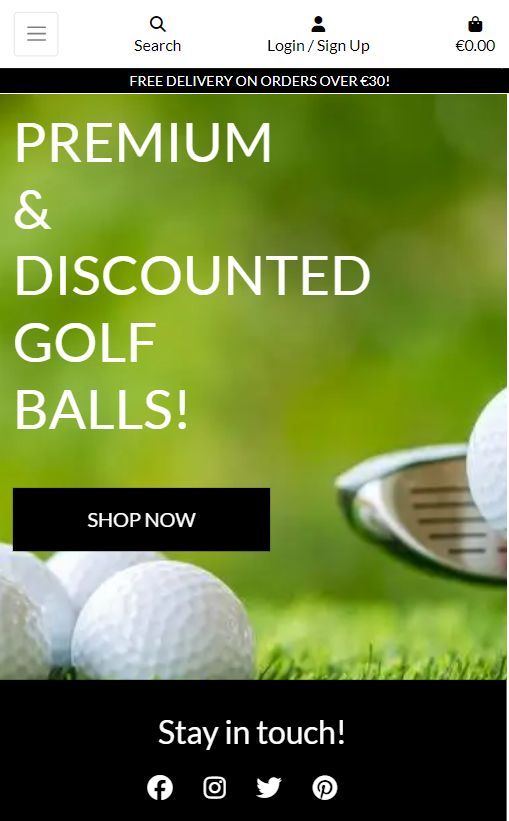 Search
Login / Sign Up
€0.00
FREE DELIVERY ON ORDERS OVER €30!
PREMIUM
&
DISCOUNTED
GOLF
BALLS!
SHOP NOW
Stay in touch!